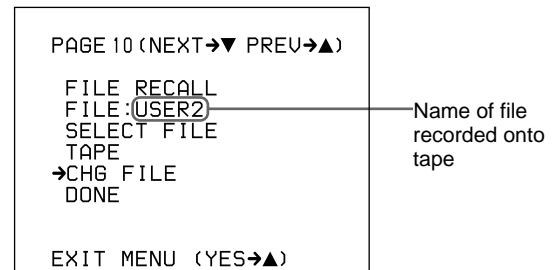 PAGE 10 (NEXT→▼ PREV→▲)
FILE RECALL
FILE:USER2
SELECT FILE
TAPE
→CHG FILE
DONE
EXIT MENU (YES→▲)
Name of file
recorded onto
tape